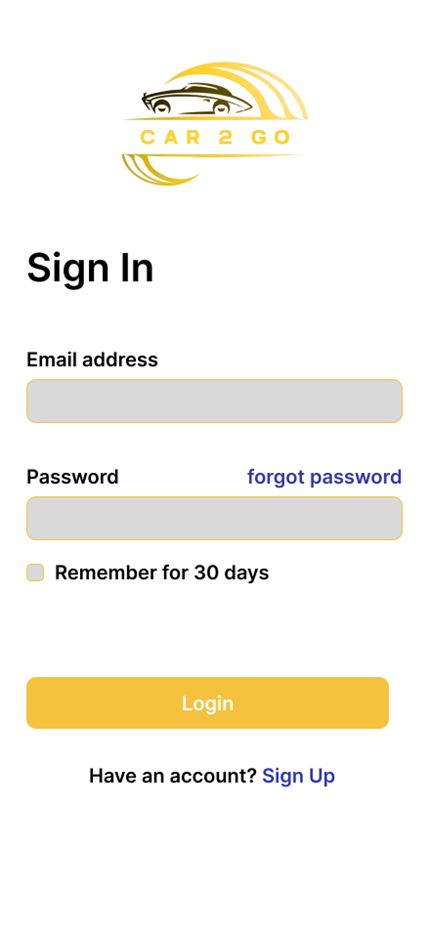 CAR 2 GO
Sign In
Email address
Password forgot password
Remember for 30 days
Login
Have an account? Sign Up